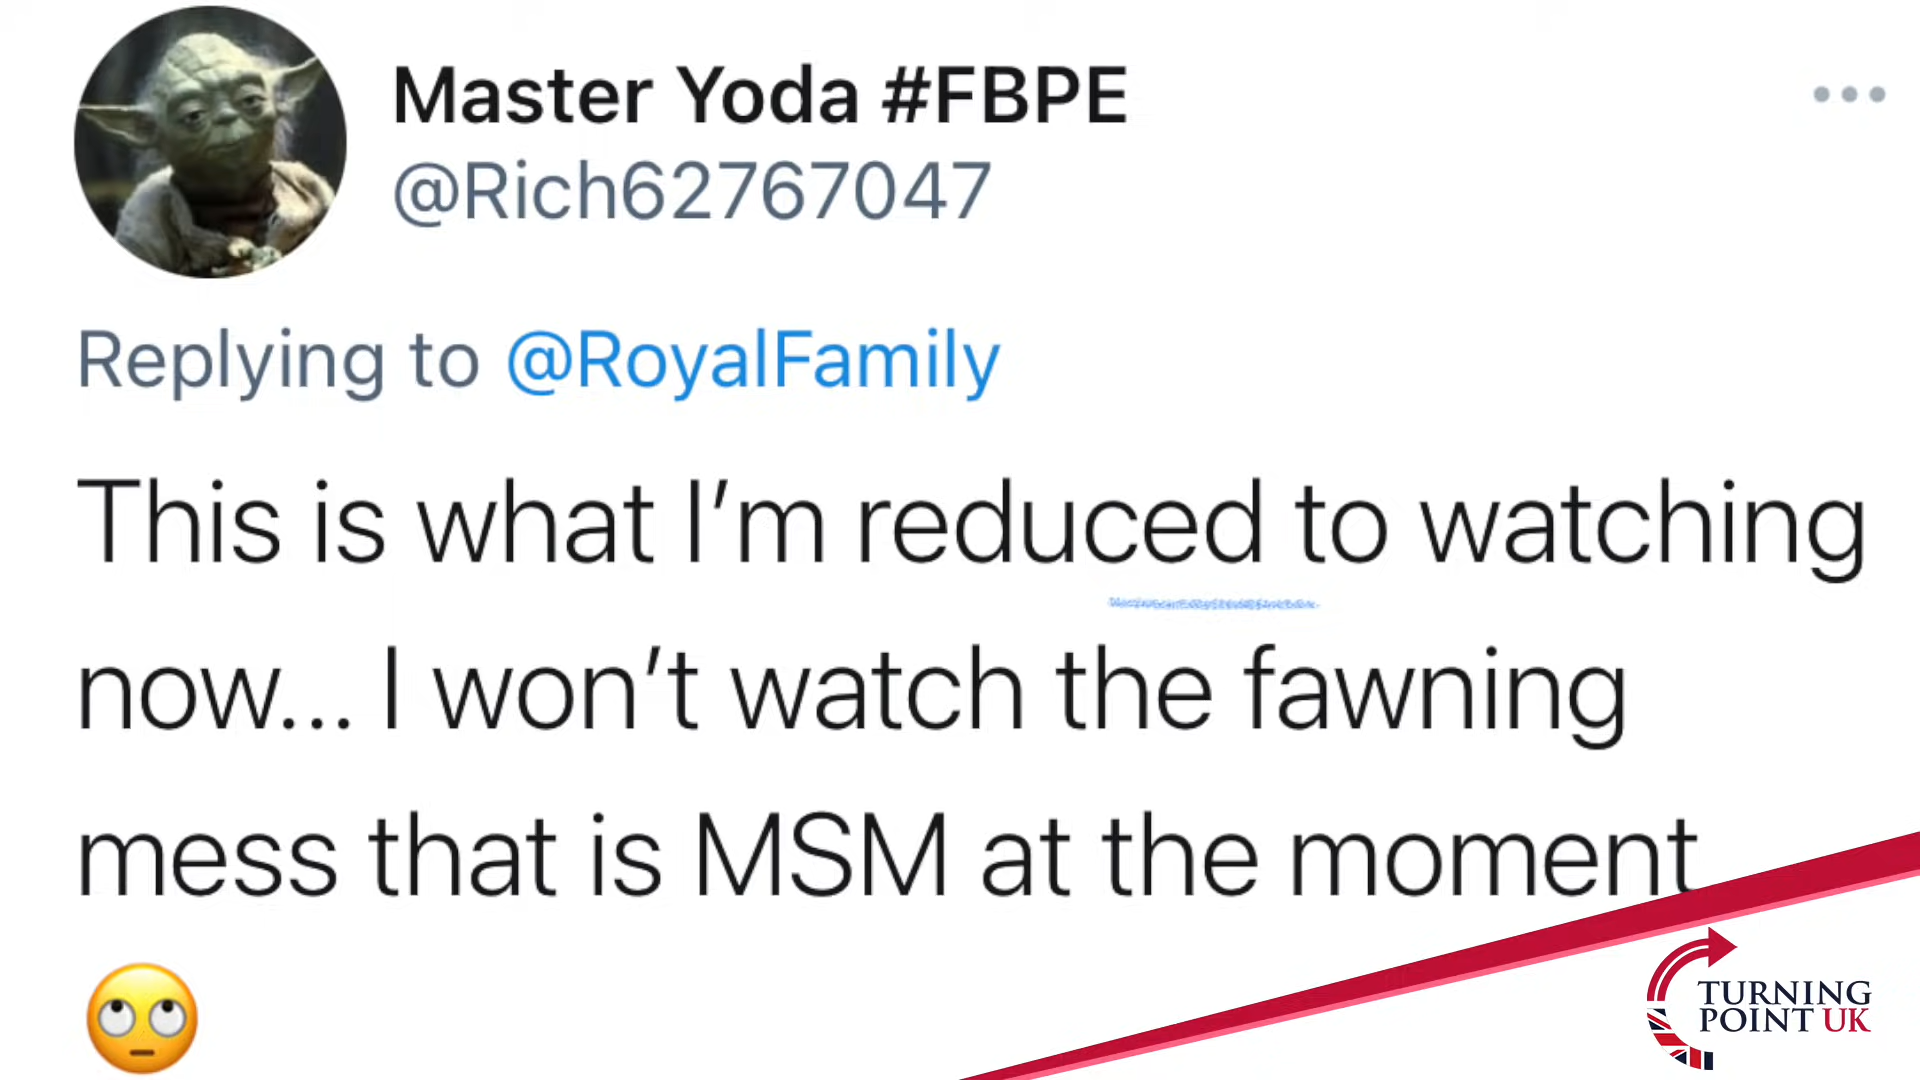 Master Yoda #FBPE
@Rich62767047
Replying to @RoyalFamily
This is what I'm reduced to watching
now... I won't watch the fawning
mess that is MSM at the moment
🙄
TURNING
POINT UK